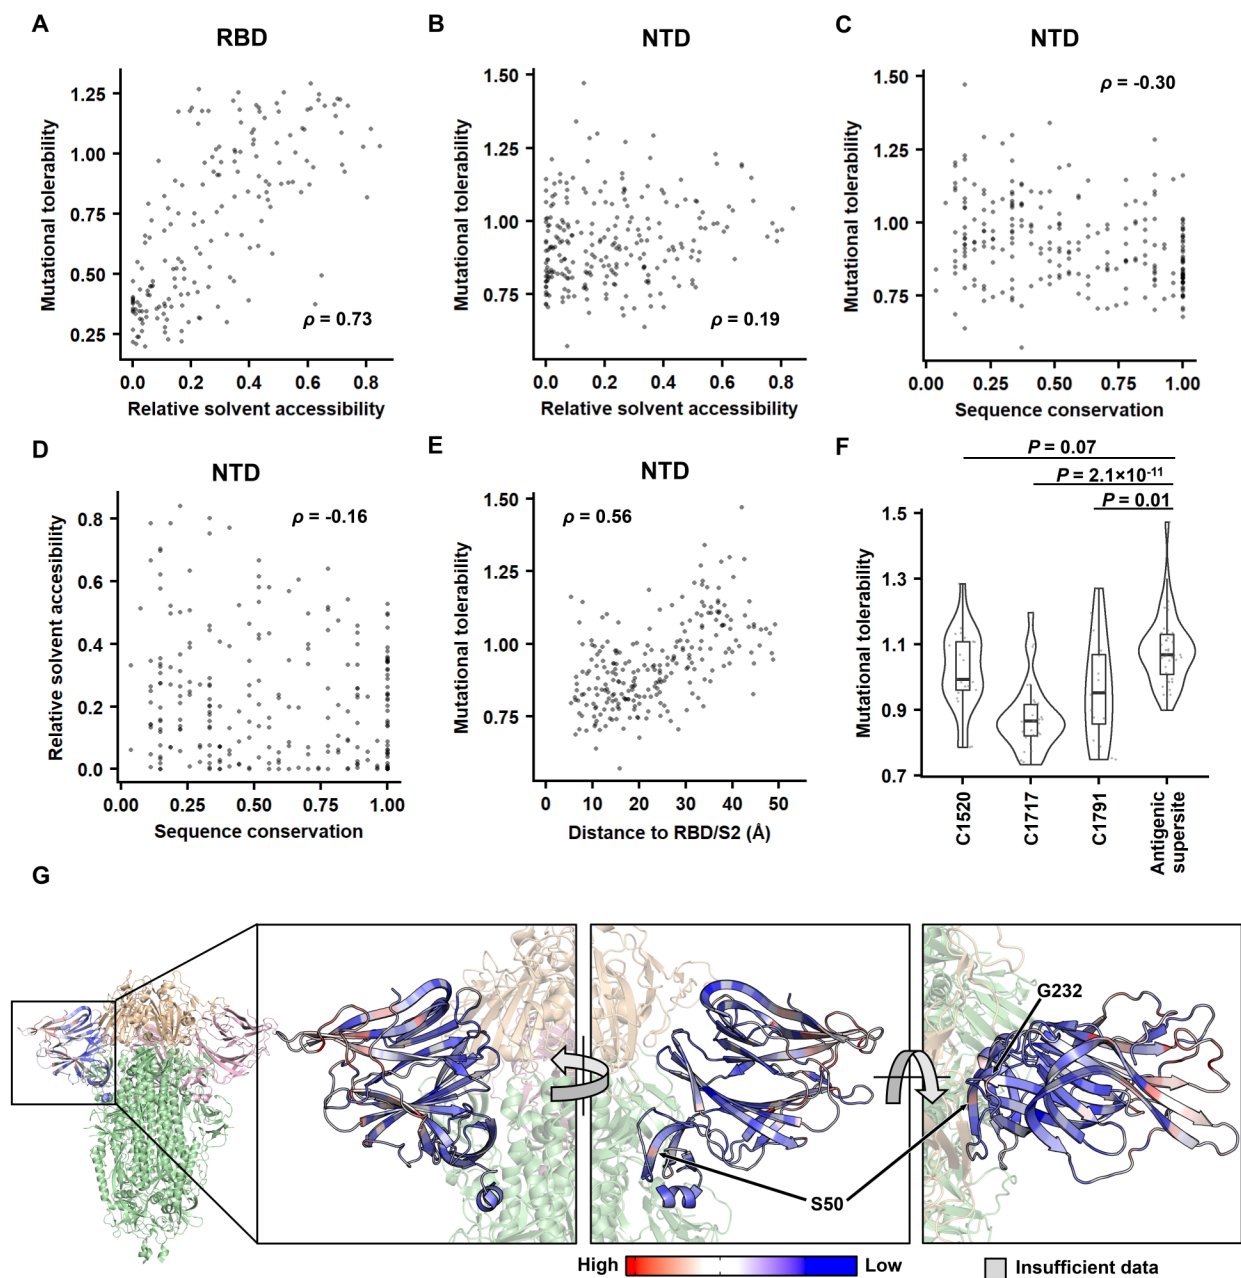 A
RBD
Mutational tolerability
1.25
1.00
0.75
0.50
0.25
ρ = 0.73
0.0 0.2 0.4 0.6 0.8
Relative solvent accessibility
B
NTD
Mutational tolerability
1.50
1.25
1.00
0.75
ρ = 0.19
0.0 0.2 0.4 0.6 0.8
Relative solvent accessibility
C
NTD
Mutational tolerability
1.50
1.25
1.00
0.75
ρ = -0.30
0.00 0.25 0.50 0.75 1.00
Sequence conservation
D
NTD
Relative solvent accesibility
0.8
0.6
0.4
0.2
0.0
ρ = -0.16
0.00 0.25 0.50 0.75 1.00
Sequence conservation
E
NTD
Mutational tolerability
1.50
1.25
1.00
0.75
ρ = 0.56
0 10 20 30 40 50
Distance to RBD/S2 (Å)
F
P = 0.07
P = 2.1×10⁻¹¹
P = 0.01
Mutational tolerability
1.5
1.3
1.1
0.9
0.7
C1520
C1717
C1791
Antigenic
supersite
G
G232
S50
High
Low
Insufficient data